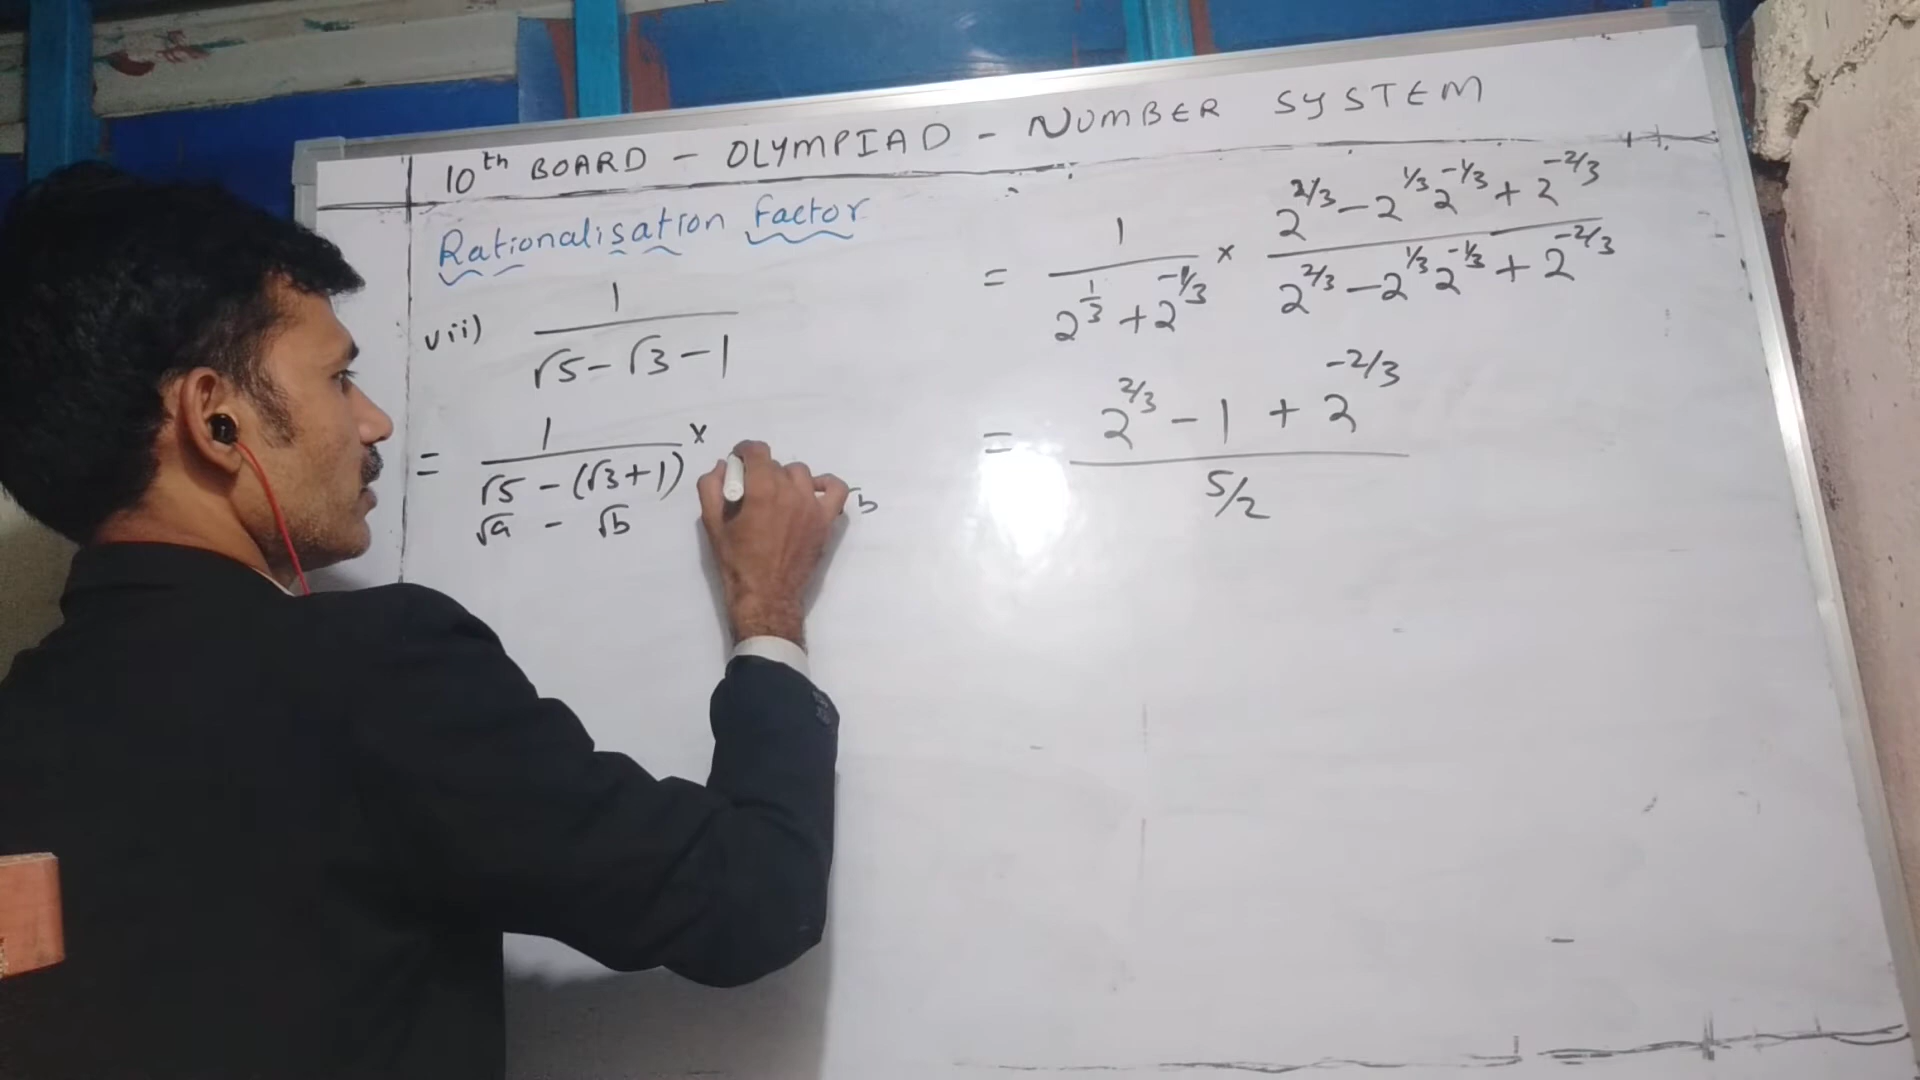 10th BOARD - OLYMPIAD - NUMBER SYSTEM
Rationalisation factor
vii) 1/(√5-√3-1)
= 1/(√5-(√3+1)) ×
√a - √b
√b
= 1/(2^(1/3)+2^(-1/3)) × (2^(2/3)-2^(1/3)2^(-1/3)+2^(-2/3))/(2^(2/3)-2^(1/3)2^(-1/3)+2^(-2/3))
= (2^(2/3)-1+2^(-2/3))/(5/2)